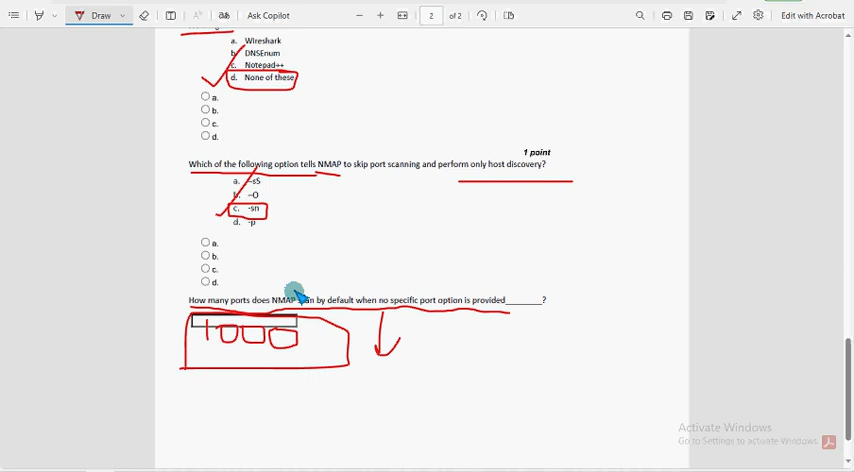 Draw
Ask Copilot
2
of 2
Edit with Acrobat
a. Wireshark
b. DNSEnum
c. Notepad++
d. None of these
a.
b.
c.
d.
1 point
Which of the following option tells NMAP to skip port scanning and perform only host discovery?
a. –sS
b. –O
c. -sn
d. -p
a.
b.
c.
d.
How many ports does NMAP scan by default when no specific port option is provided________?
1000
Activate Windows
Go to Settings to activate Windows.